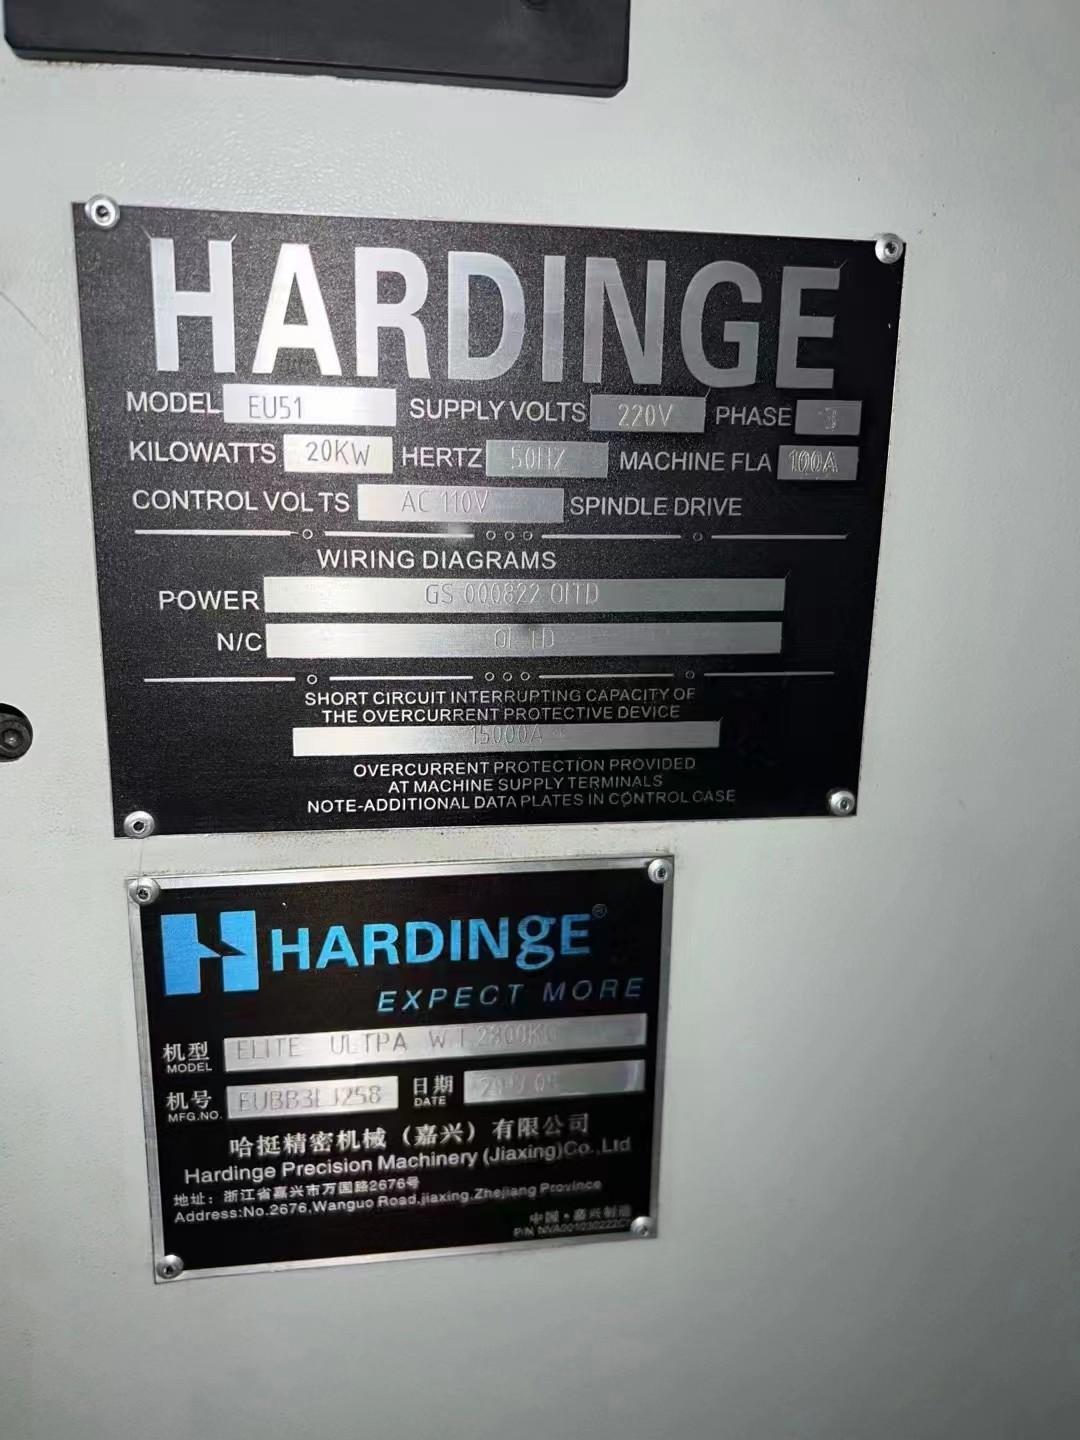 HARDINGE
MODEL EU51 SUPPLY VOLTS 220V PHASE 3
KILOWATTS 20KW HERTZ 50HZ MACHINE FLA 100A
CONTROL VOLTS AC 110V SPINDLE DRIVE
WIRING DIAGRAMS
POWER GS 000822 OITD
N/C
SHORT CIRCUIT INTERRUPTING CAPACITY OF
THE OVERCURRENT PROTECTIVE DEVICE
15000A
OVERCURRENT PROTECTION PROVIDED
AT MACHINE SUPPLY TERMINALS
NOTE-ADDITIONAL DATA PLATES IN CONTROL CASE
HARDINGE®
EXPECT MORE
机型 ELITE ULTPA
MODEL
机号 日期
MFG.NO. DATE
哈挺精密机械（嘉兴）有限公司
Hardinge Precision Machinery (Jiaxing)Co.,Ltd
地址：浙江省嘉兴市万国路2676号
Address:No.2676,Wanguo Road,jiaxing,Zhejiang Province
中国·嘉兴制造